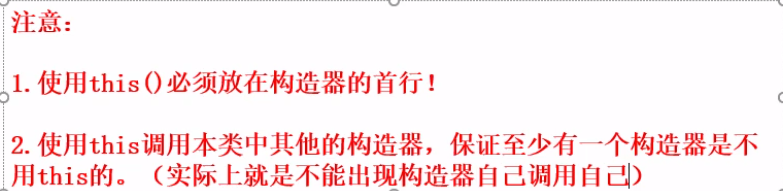 注意：
1.使用this()必须放在构造器的首行！
2.使用this调用本类中其他的构造器，保证至少有一个构造器是不
用this的。（实际上就是不能出现构造器自己调用自己）